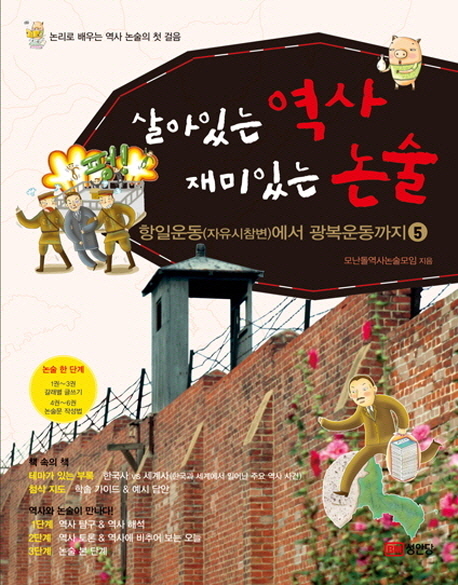 논리로 배우는 역사 논술의 첫 걸음
살아있는 역사
재미있는 논술
항일운동(자유시참변)에서 광복운동까지 5
모난돌역사논술모임 지음
펑!
논술 한 단계
1권~3권
갈래별 글쓰기
4권~6권
논술문 작성법
책 속의 책
테마가 있는 부록 한국사 vs 세계사(한국과 세계에서 일어난 주요 역사 사건)
첨삭 지도 / 학습 가이드 & 예시 답안
역사와 논술이 만나다!
1단계 역사 탐구 & 역사 해석
2단계 역사 토론 & 역사에 비추어 보는 오늘
3단계 논술 한 단계
성안당